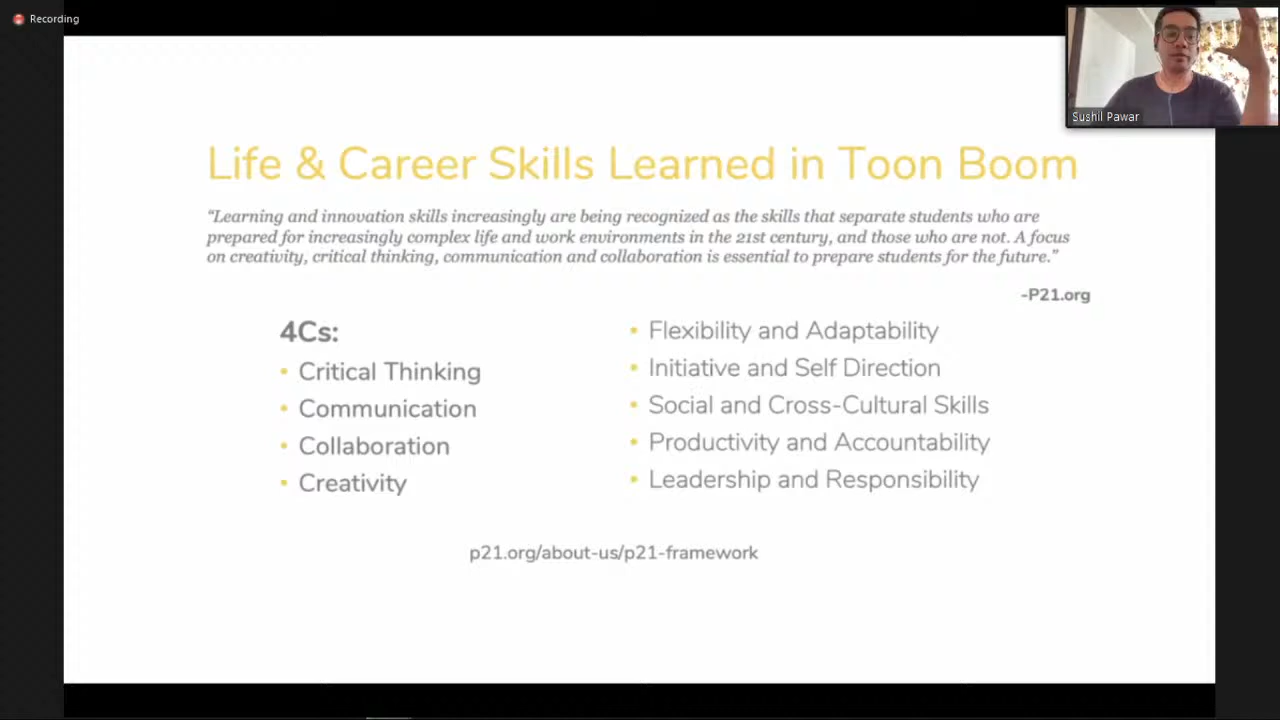 Recording
Sushil Pawar
Life & Career Skills Learned in Toon Boom
“Learning and innovation skills increasingly are being recognized as the skills that separate students who are
prepared for increasingly complex life and work environments in the 21st century, and those who are not. A focus
on creativity, critical thinking, communication and collaboration is essential to prepare students for the future.”
-P21.org
4Cs:
• Critical Thinking
• Communication
• Collaboration
• Creativity
• Flexibility and Adaptability
• Initiative and Self Direction
• Social and Cross-Cultural Skills
• Productivity and Accountability
• Leadership and Responsibility
p21.org/about-us/p21-framework